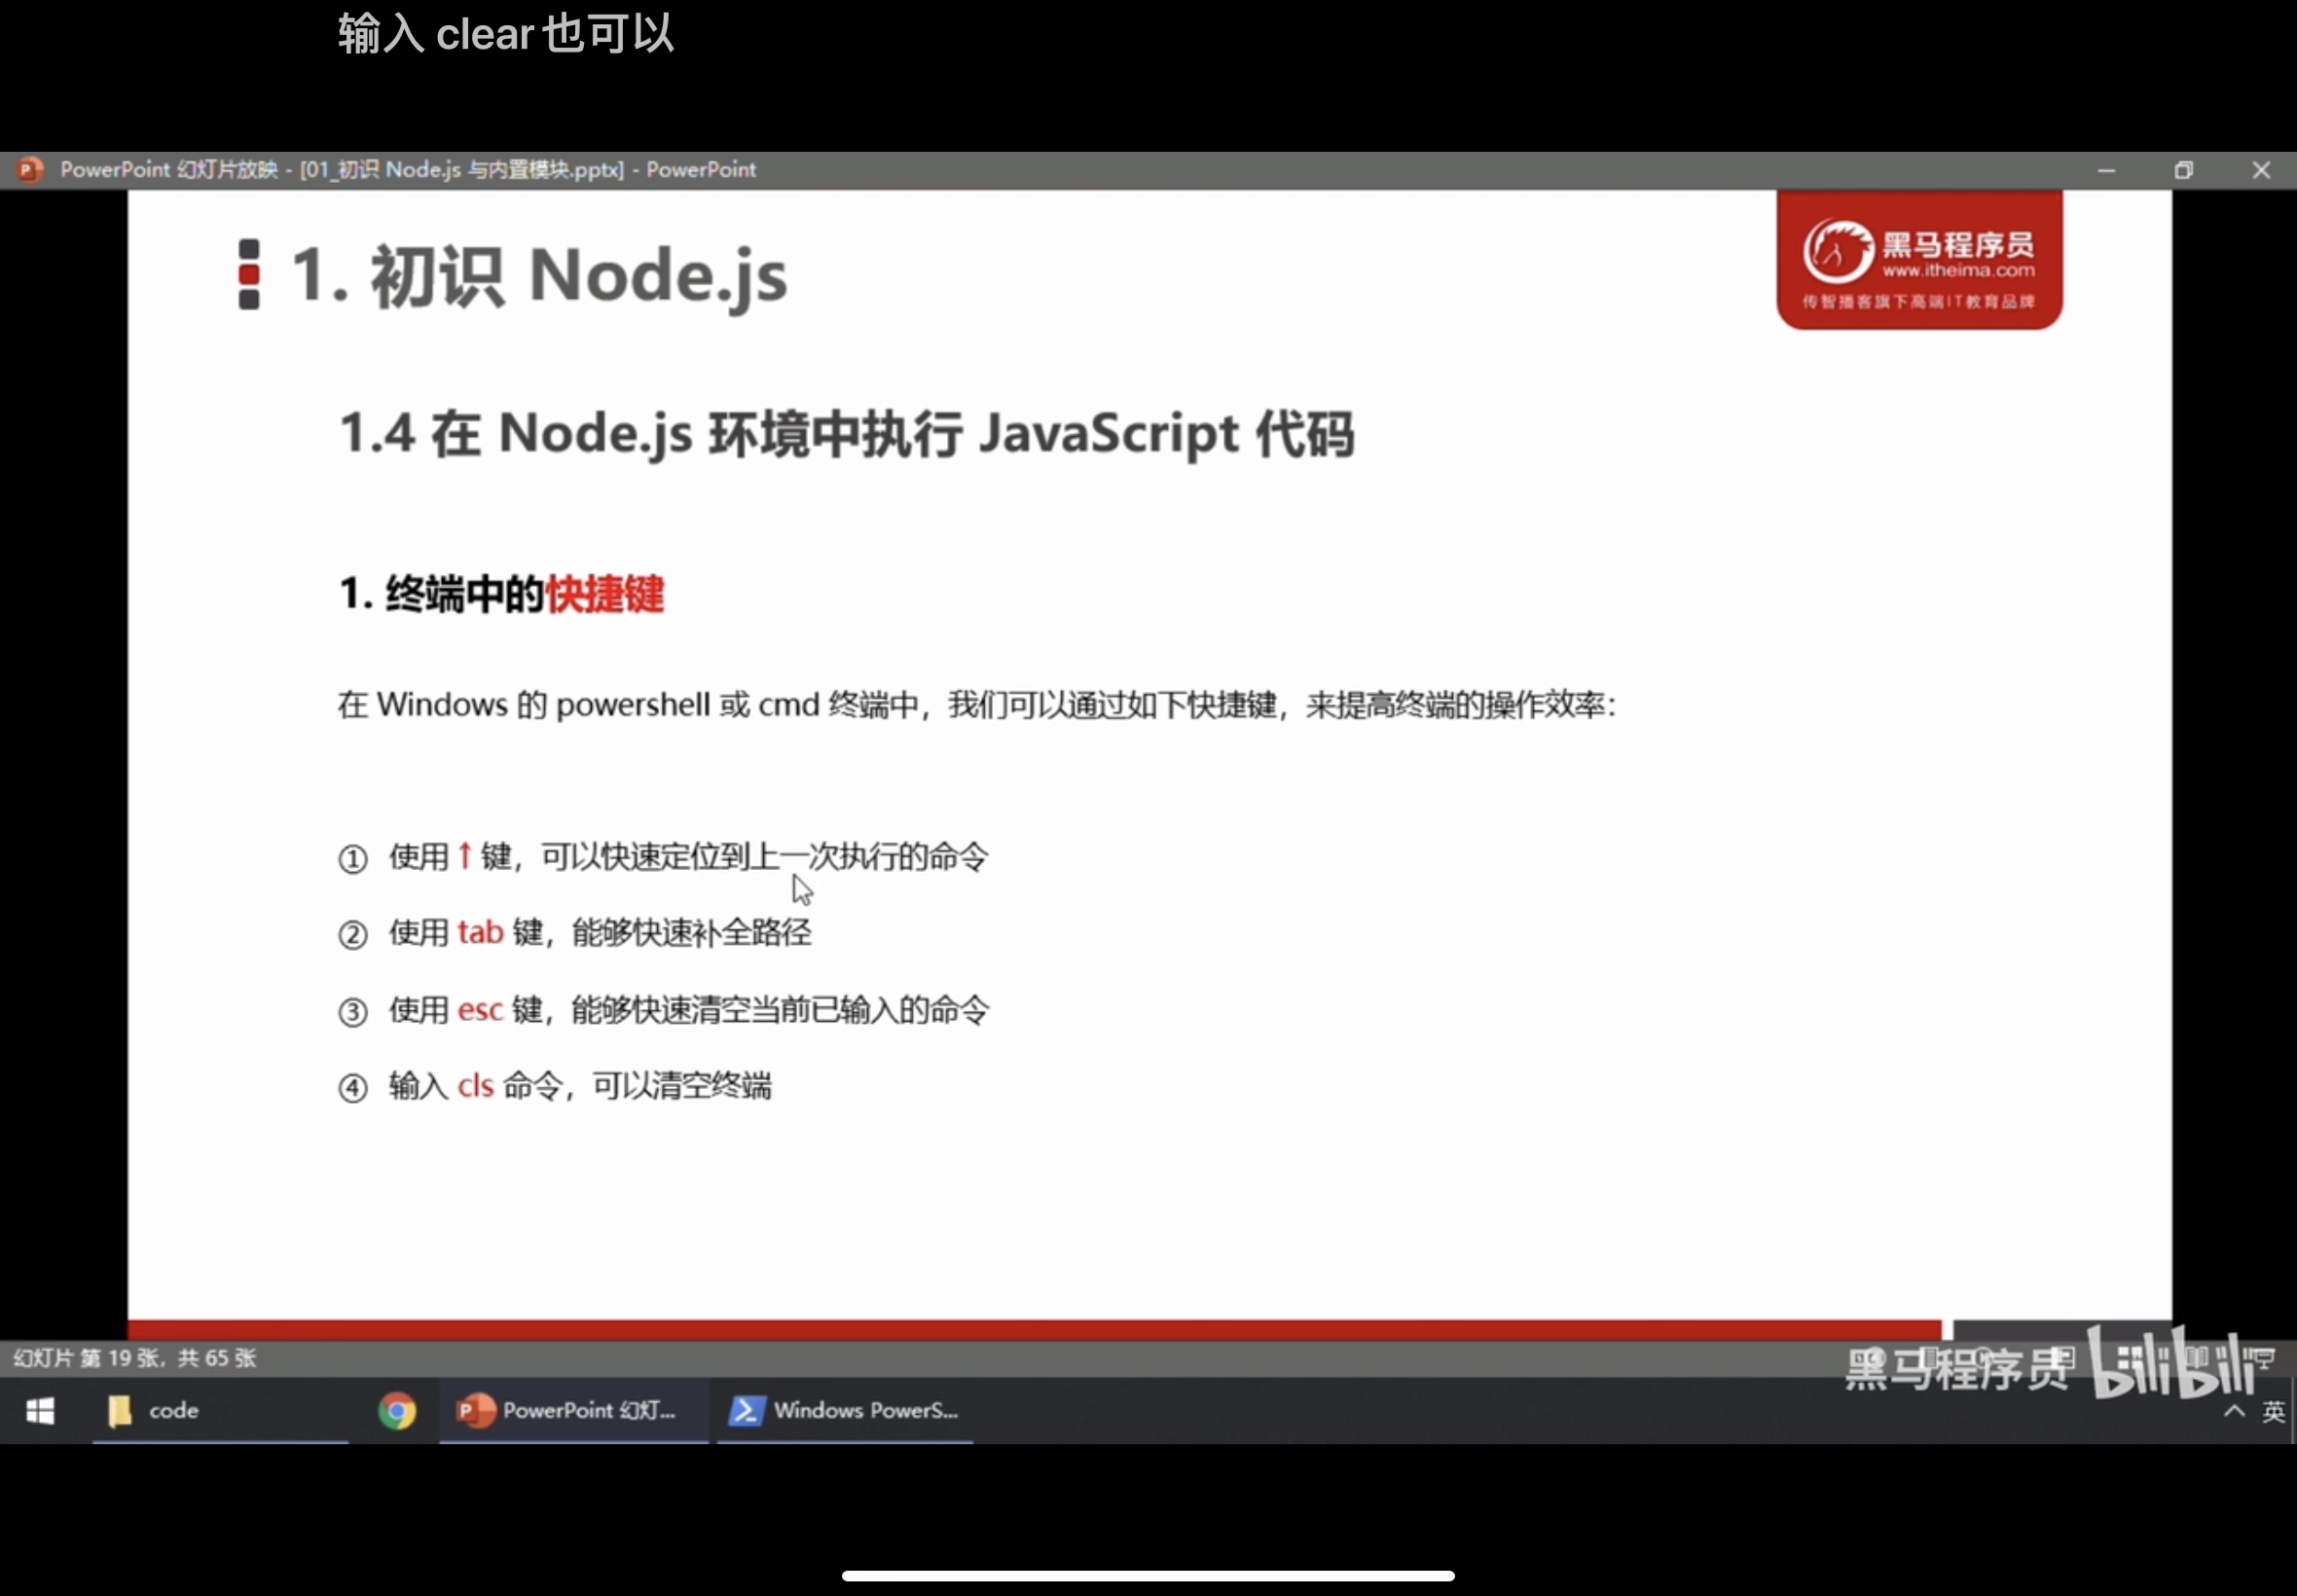 输入 clear 也可以
PowerPoint 幻灯片放映 - [01_初识 Node.js 与内置模块.pptx] - PowerPoint
1. 初识 Node.js
黑马程序员
www.itheima.com
传智播客旗下高端IT教育品牌
1.4 在 Node.js 环境中执行 JavaScript 代码
1. 终端中的快捷键
在 Windows 的 powershell 或 cmd 终端中，我们可以通过如下快捷键，来提高终端的操作效率：
① 使用 ↑ 键，可以快速定位到上一次执行的命令
② 使用 tab 键，能够快速补全路径
③ 使用 esc 键，能够快速清空当前已输入的命令
④ 输入 cls 命令，可以清空终端
幻灯片 第 19 张，共 65 张
黑马程序员 bilibili
code
PowerPoint 幻灯...
Windows PowerS...
英